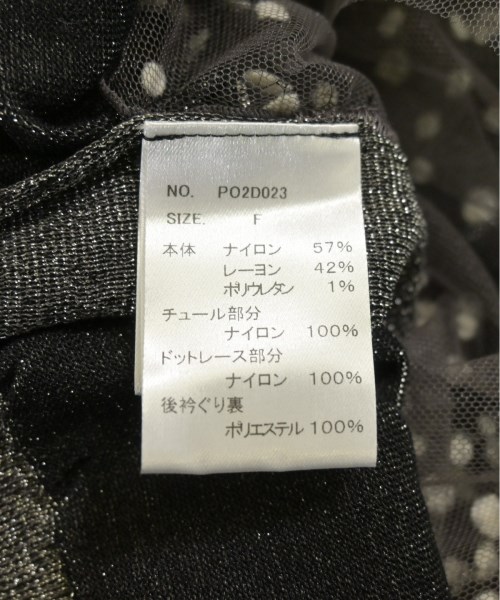 NO. PO2D023
SIZE. F
本体 ナイロン 57%
レーヨン 42%
ポリウレタン 1%
チュール部分
ナイロン 100%
ドットレース部分
ナイロン 100%
後衿ぐり裏
ポリエステル 100%